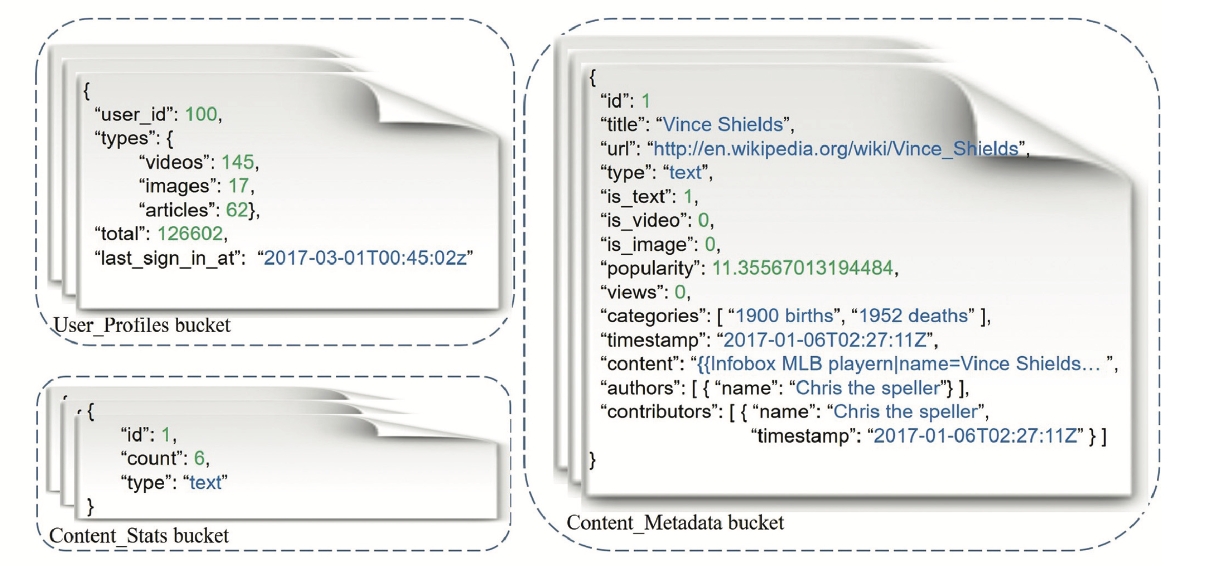 {
“user_id”: 100,
“types”: {
“videos”: 145,
“images”: 17,
“articles”: 62},
“total”: 126602,
“last_sign_in_at”: “2017-03-01T00:45:02z”
User_Profiles bucket
{
“id”: 1,
“count”: 6,
“type”: “text”
}
Content_Stats bucket
{
“id”: 1
“title”: “Vince Shields”,
“url”: “http://en.wikipedia.org/wiki/Vince_Shields”,
“type”: “text”,
“is_text”: 1,
“is_video”: 0,
“is_image”: 0,
“popularity”: 11.35567013194484,
“views”: 0,
“categories”: [ “1900 births”, “1952 deaths” ],
“timestamp”: “2017-01-06T02:27:11Z”,
“content”: “{{Infobox MLB playern|name=Vince Shields… ”,
“authors”: [ { “name”: “Chris the speller”} ],
“contributors”: [ { “name”: “Chris the speller”,
“timestamp”: “2017-01-06T02:27:11Z” } ]
}
Content_Metadata bucket